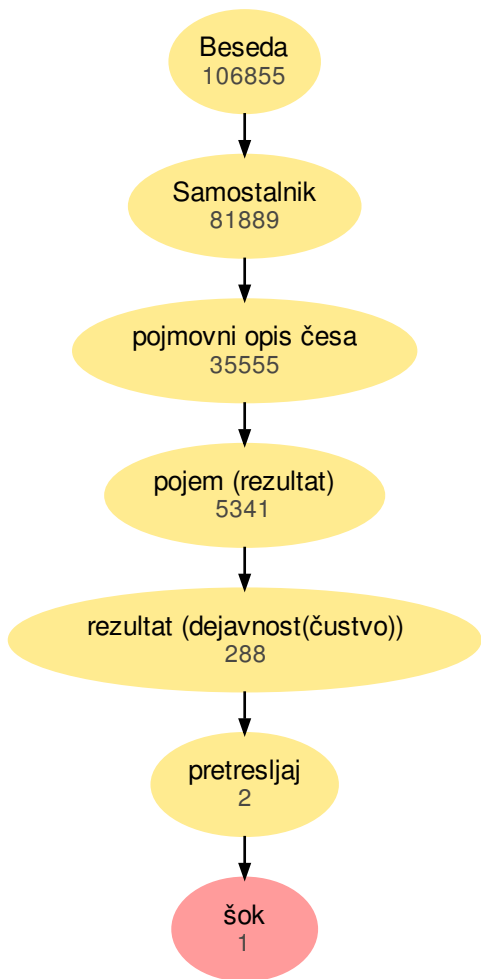 Beseda
106855
Samostalnik
81889
pojmovni opis česa
35555
pojem (rezultat)
5341
rezultat (dejavnost(čustvo))
288
pretresljaj
2
šok
1